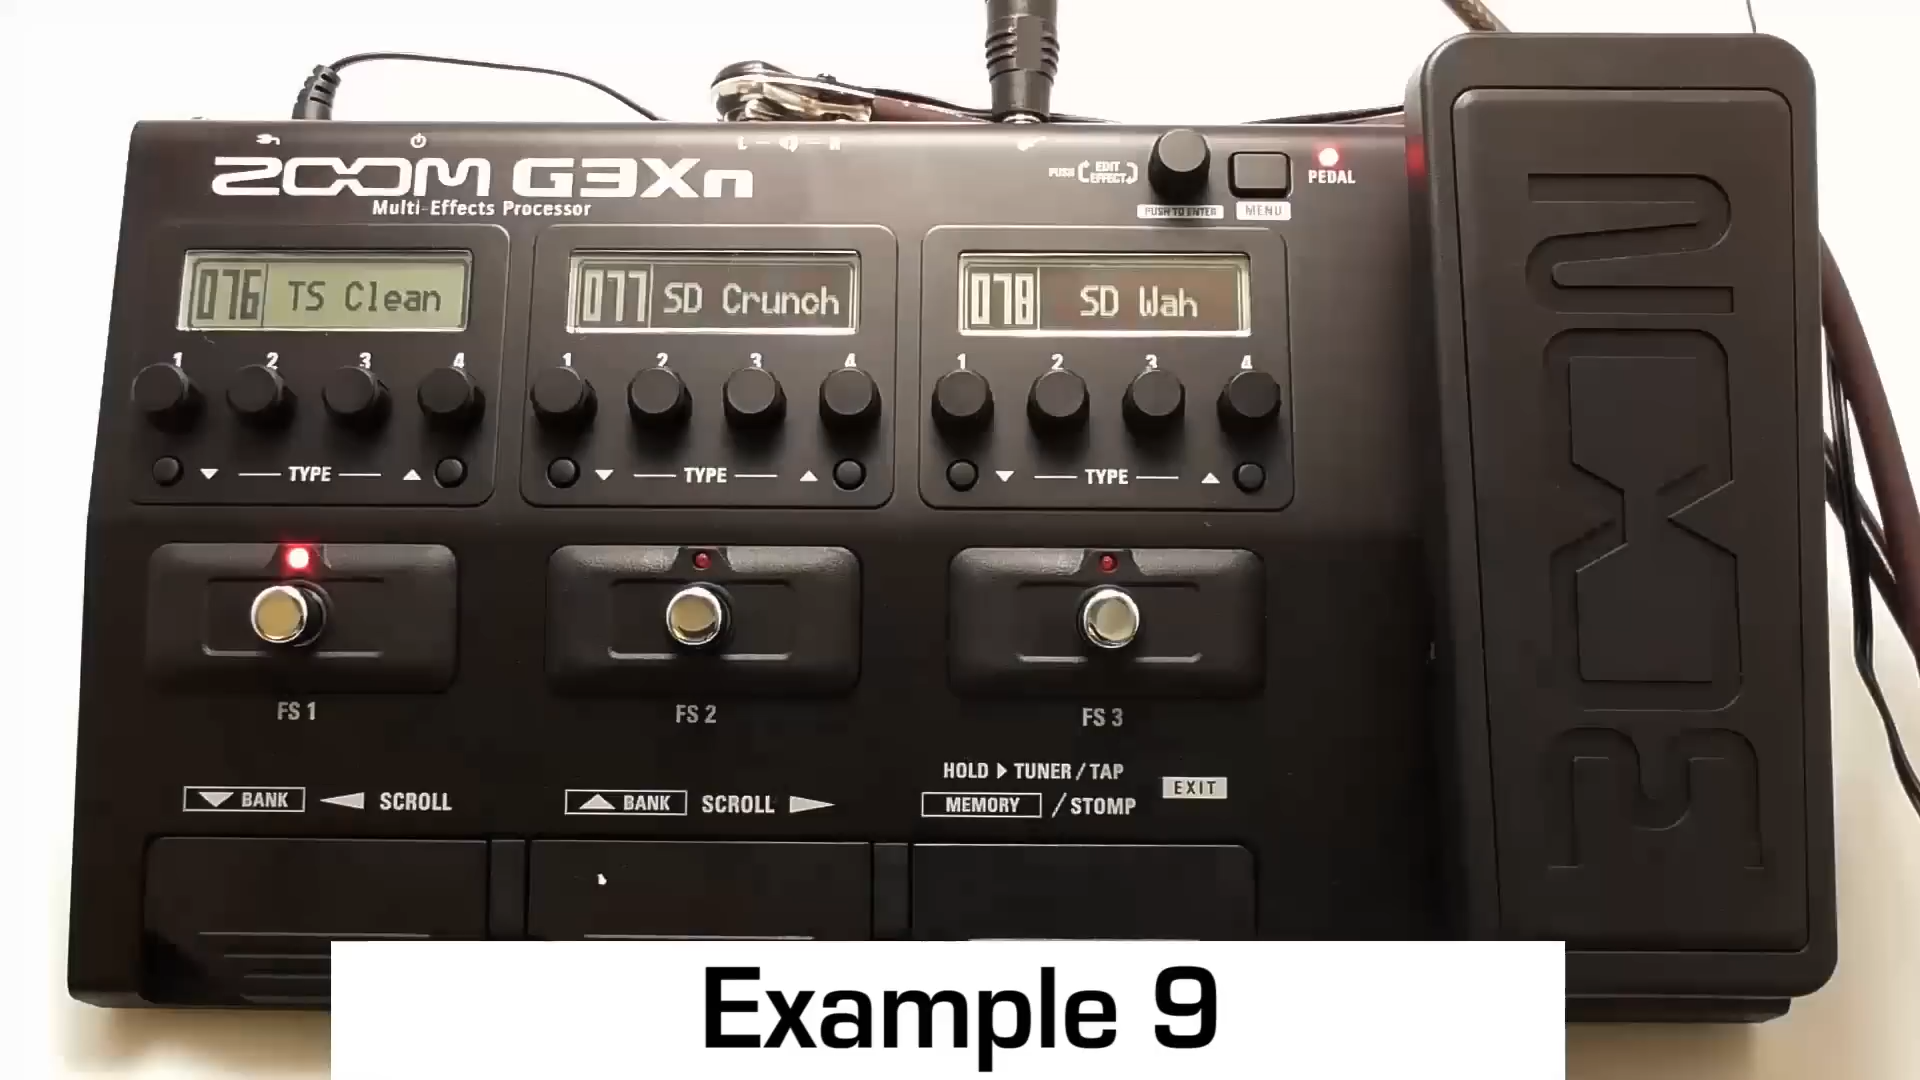 L R
ZOOM G3Xn
Multi-Effects Processor
PUSH EDIT EFFECT
PUSH TO ENTER
MENU
PEDAL
076 TS Clean
077 SD Crunch
078 SD Wah
1 2 3 4
1 2 3 4
1 2 3 4
TYPE
TYPE
TYPE
ZOOM
FS 1
FS 2
FS 3
BANK SCROLL
BANK SCROLL
HOLD TUNER / TAP
MEMORY / STOMP
EXIT
Example 9